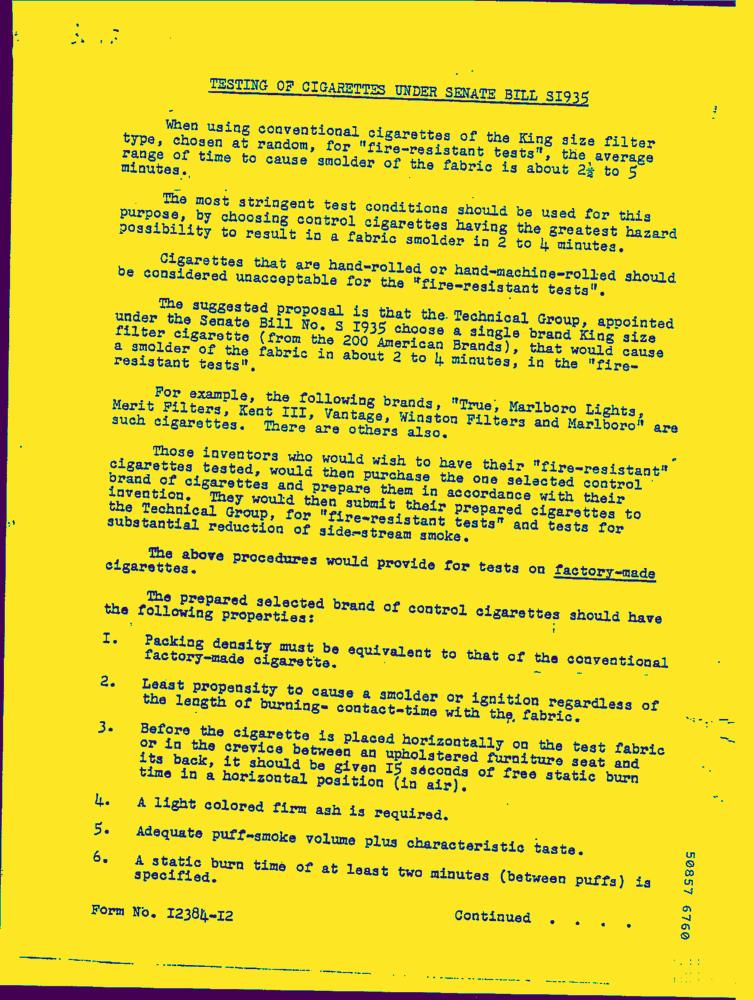 TESTING OF CIGARETTES UNDER SENATE BILL SI935
When using conventional cigarettes of the King size filter
type, chosen at random, for "fire-resistant tests", the average
range of time to cause smolder of the fabric is about 2½ to 5
minutes.
The most stringent test conditions should be used for this
purpose, by choosing control cigarettes having the greatest hazard
possibility to result in a fabric smolder in 2 to 4 minutes.
Cigarettes that are hand-rolled or hand-machine-rolled should
be considered unacceptable for the "fire-resistant tests".
The suggested proposal is that the Technical Group, appointed
under the Senate Bill No. S I935 choose a single brand King size
filter cigarette (from the 200 American Brands), that would cause
a smolder of the fabric in about 2 to 4 minutes, in the "fire-
resistant tests".
For example, the following brands, "True, Marlboro Lights,
Merit Filters, Kent III, Vantage, Winston Filters and Marlboro" are
such cigarettes. There are others also.
Those inventors who would wish to have their "fire-resistant"
cigarettes tested, would then purchase the one selected control
brand of cigarettes and prepare them in accordance with their
invention. They would then submit their prepared cigarettes to
the Technical Group, for "fire-resistant tests" and tests for
substantial reduction of side-stream smoke.
The above procedures would provide for tests on factory-made
cigarettes.
The prepared selected brand of control cigarettes should have
the following properties:
I. Packing density must be equivalent to that of the conventional
factory-made cigarette.
2. Least propensity to cause a smolder or ignition regardless of
the length of burning- contact-time with the fabric.
3. Before the cigarette is placed horizontally on the test fabric
or in the crevice between an upholstered furniture seat and
its back, it should be given I5 seconds of free static burn
time in a horizontal position (in air).
4. A light colored firm ash is required.
5. Adequate puff-smoke volume plus characteristic taste.
6. A static burn time of at least two minutes (between puffs) is
specified.
Form No. I2384-I2 Continued . . . .
50857 6760